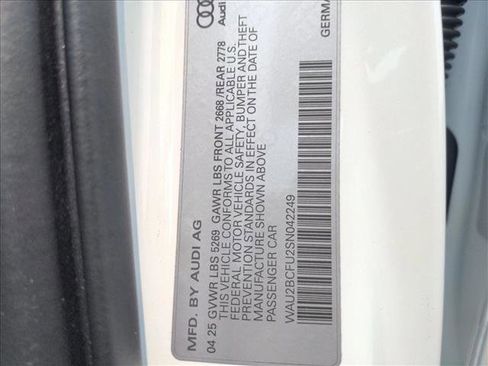 Audi
GERMA
MFD. BY AUDI AG
04 25 GVWR LBS 5269 GAWR LBS FRONT 2668/REAR 2778
THIS VEHICLE CONFORMS TO ALL APPLICABLE U.S.
FEDERAL MOTOR VEHICLE SAFETY, BUMPER AND THEFT
PREVENTION STANDARDS IN EFFECT ON THE DATE OF
MANUFACTURE SHOWN ABOVE
PASSENGER CAR
WAU2BCFU2SN042249